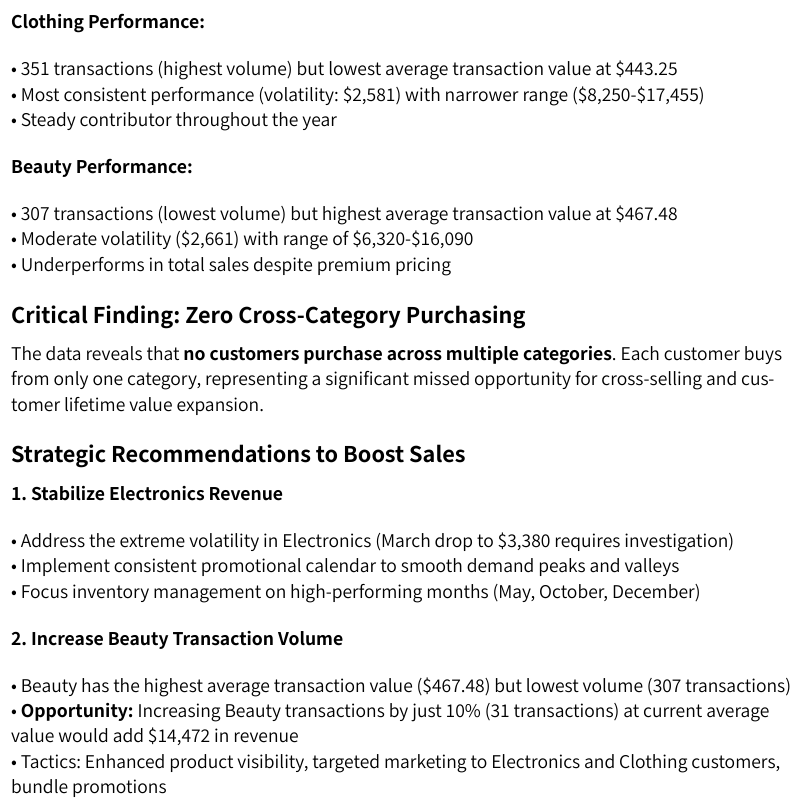 Clothing Performance:
• 351 transactions (highest volume) but lowest average transaction value at $443.25
• Most consistent performance (volatility: $2,581) with narrower range ($8,250-$17,455)
• Steady contributor throughout the year
Beauty Performance:
• 307 transactions (lowest volume) but highest average transaction value at $467.48
• Moderate volatility ($2,661) with range of $6,320-$16,090
• Underperforms in total sales despite premium pricing
Critical Finding: Zero Cross-Category Purchasing
The data reveals that no customers purchase across multiple categories. Each customer buys
from only one category, representing a significant missed opportunity for cross-selling and cus-
tomer lifetime value expansion.
Strategic Recommendations to Boost Sales
1. Stabilize Electronics Revenue
• Address the extreme volatility in Electronics (March drop to $3,380 requires investigation)
• Implement consistent promotional calendar to smooth demand peaks and valleys
• Focus inventory management on high-performing months (May, October, December)
2. Increase Beauty Transaction Volume
• Beauty has the highest average transaction value ($467.48) but lowest volume (307 transactions)
• Opportunity: Increasing Beauty transactions by just 10% (31 transactions) at current average
value would add $14,472 in revenue
• Tactics: Enhanced product visibility, targeted marketing to Electronics and Clothing customers,
bundle promotions